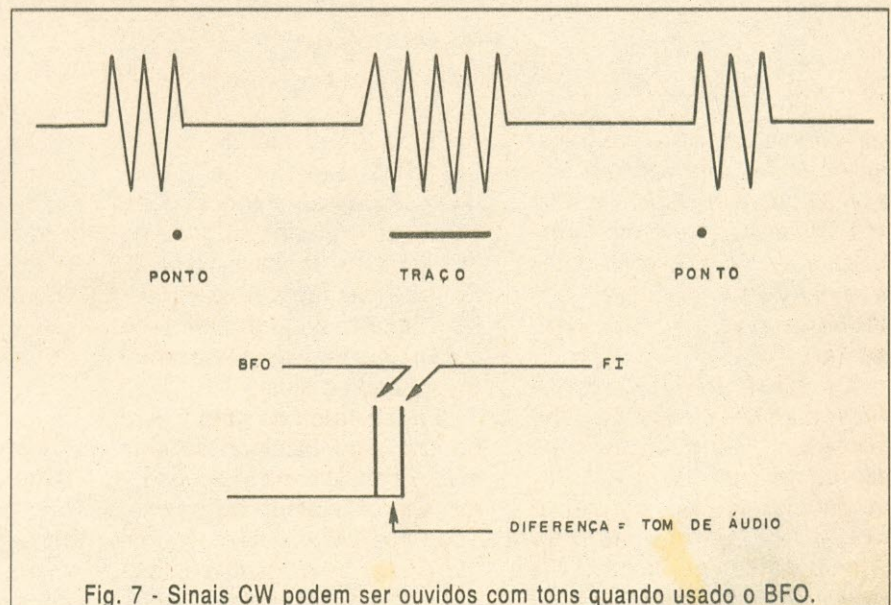 PONTO
TRAÇO
PONTO
BFO
FI
DIFERENÇA = TOM DE ÁUDIO
Fig. 7 - Sinais CW podem ser ouvidos com tons quando usado o BFO.